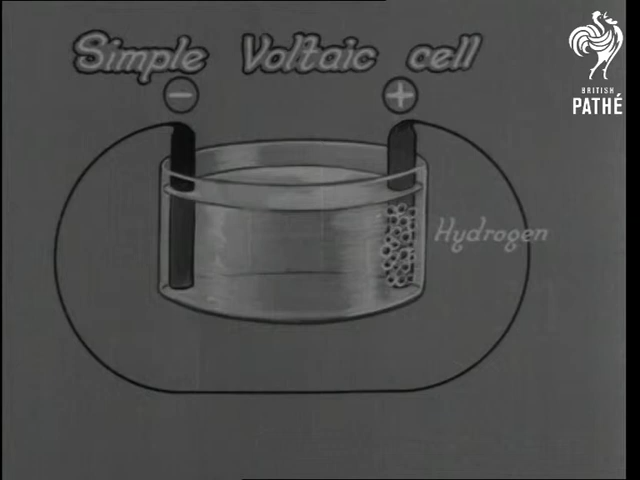 Simple Voltaic cell
− +
Hydrogen
BRITISH
PATHÉ